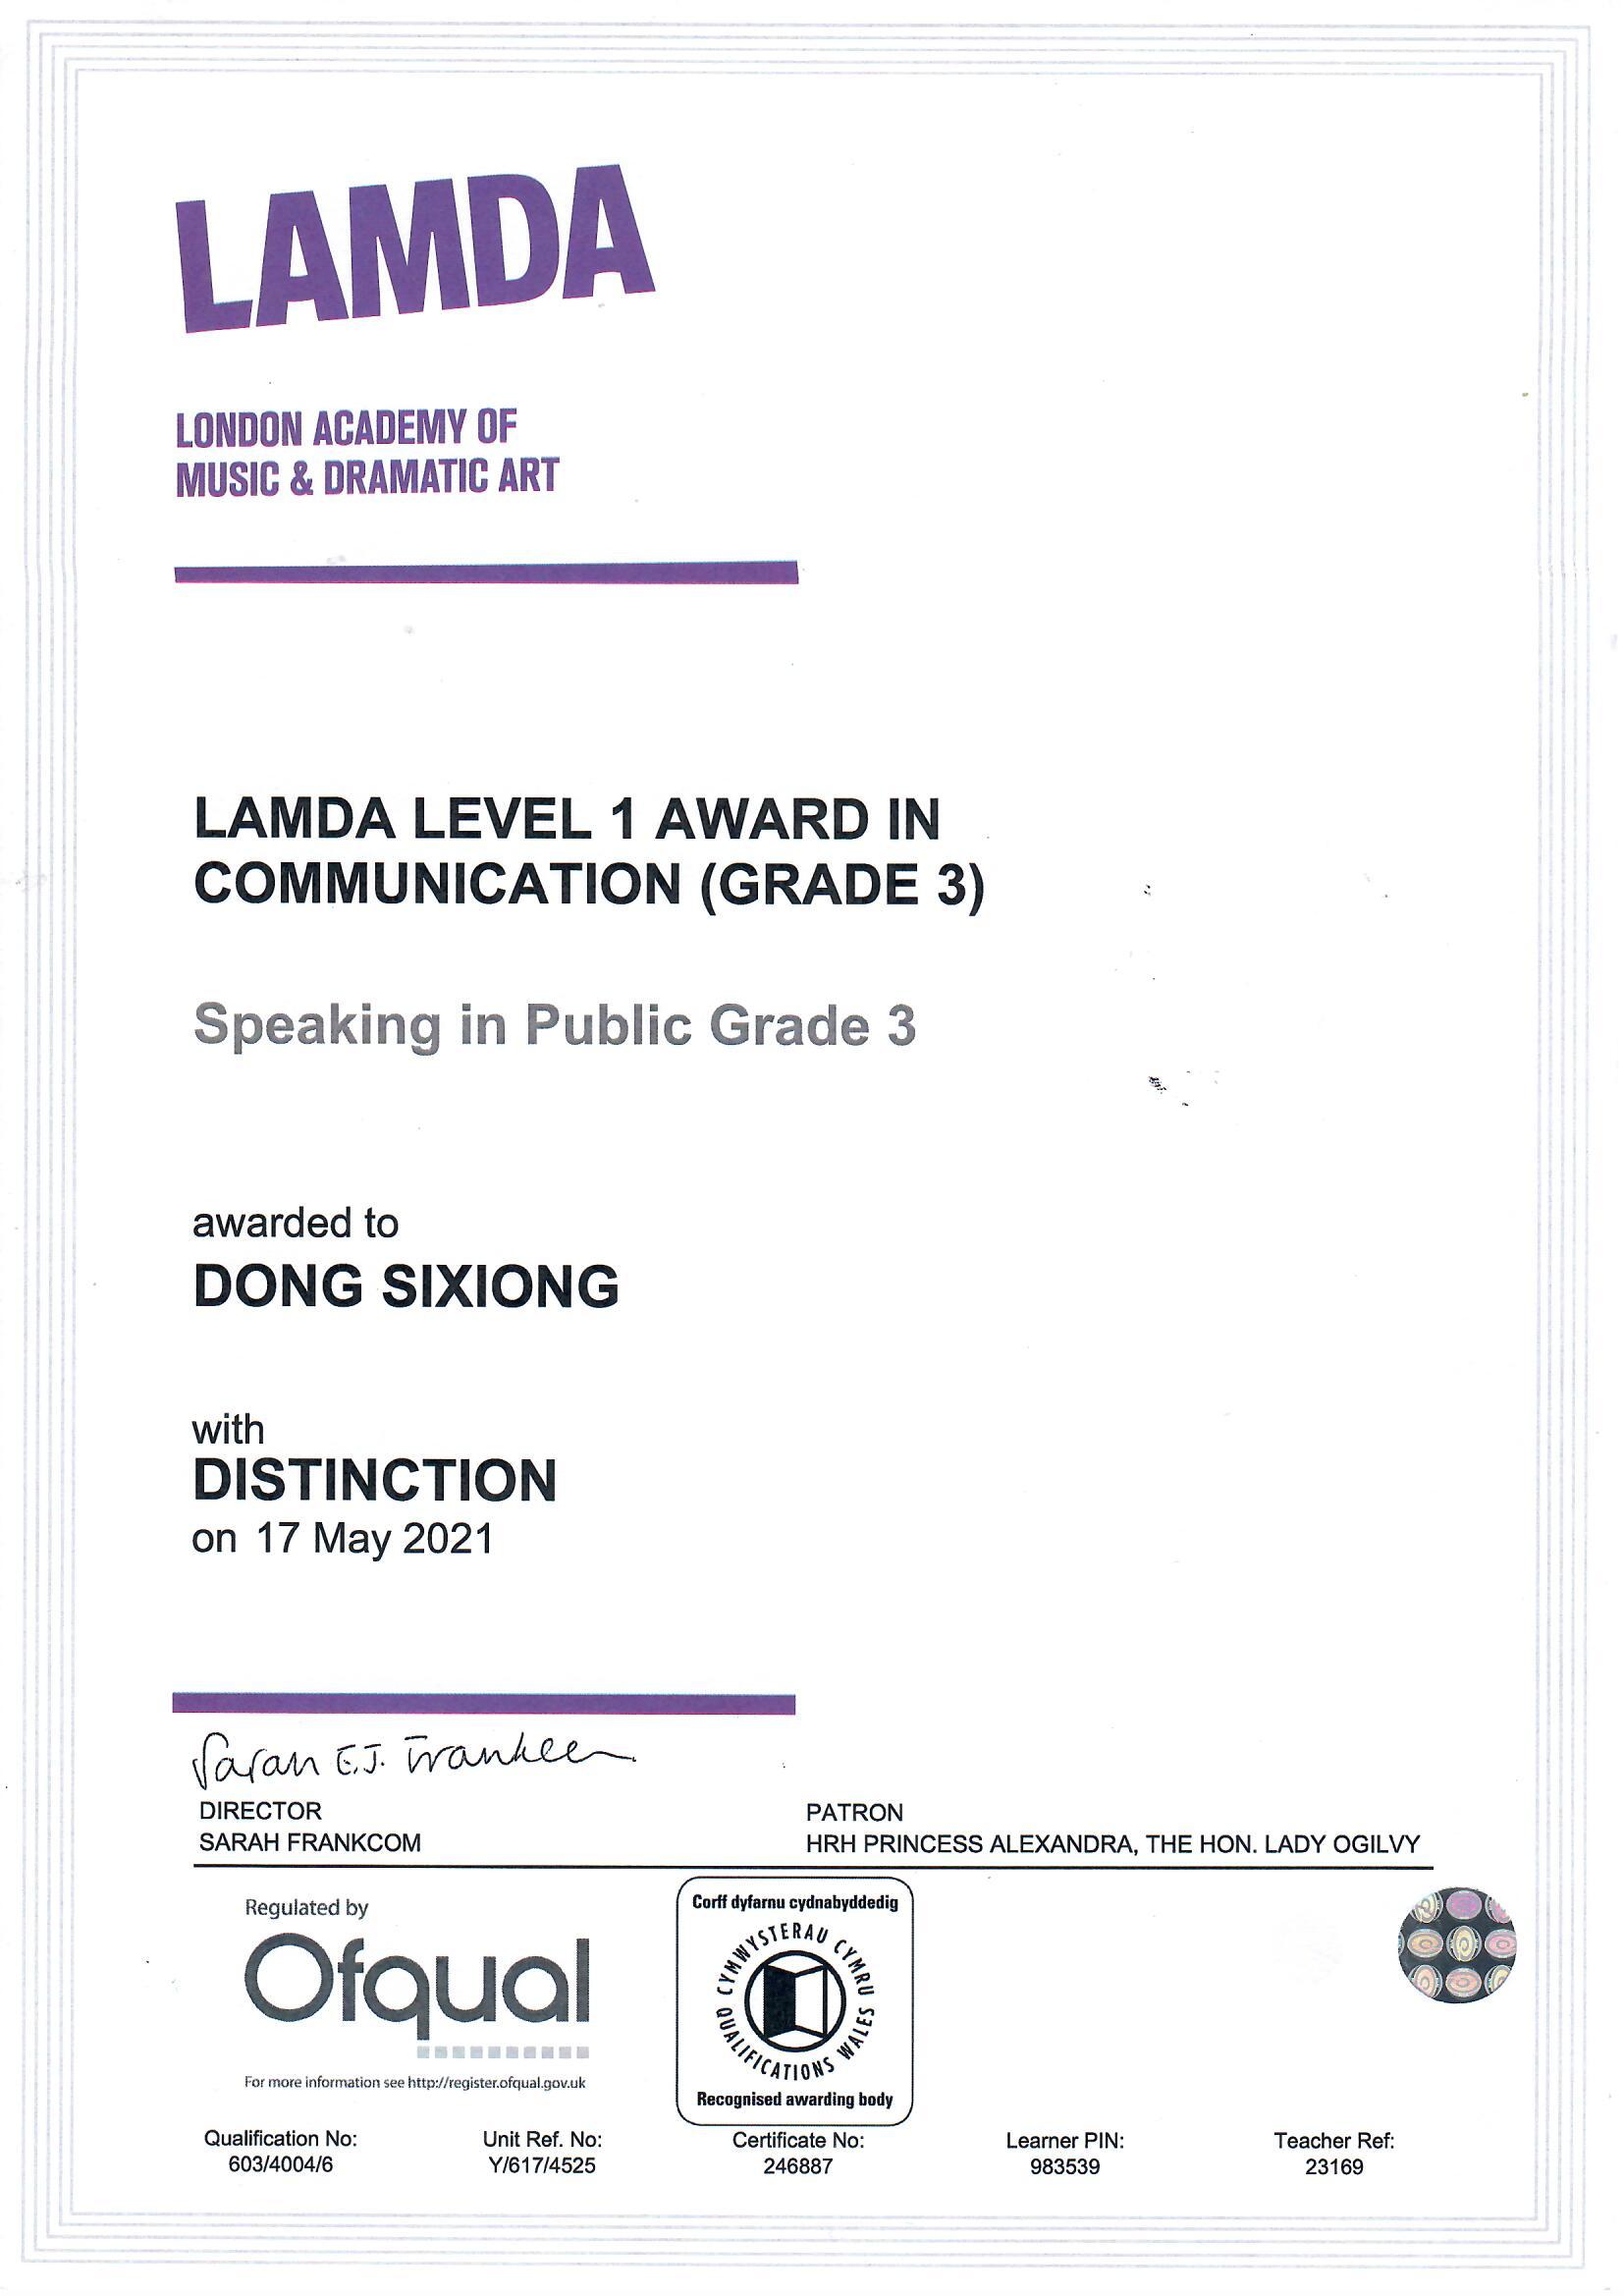 LAMDA
LONDON ACADEMY OF
MUSIC & DRAMATIC ART
LAMDA LEVEL 1 AWARD IN
COMMUNICATION (GRADE 3)
Speaking in Public Grade 3
awarded to
DONG SIXIONG
with
DISTINCTION
on 17 May 2021
Sarah E.J. Frankcom
DIRECTOR
SARAH FRANKCOM
PATRON
HRH PRINCESS ALEXANDRA, THE HON. LADY OGILVY
Regulated by
Ofqual
For more information see http://register.ofqual.gov.uk
Corff dyfarnu cydnabyddedig
CYMWYSTERAU CYMRU
QUALIFICATIONS WALES
Recognised awarding body
Qualification No:
603/4004/6
Unit Ref. No:
Y/617/4525
Certificate No:
246887
Learner PIN:
983539
Teacher Ref:
23169